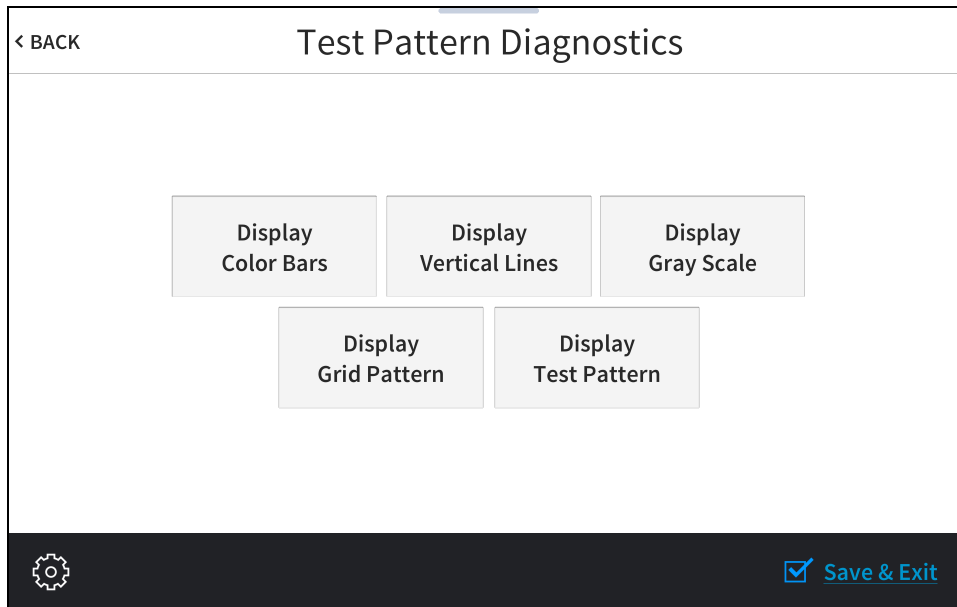 < BACK
Test Pattern Diagnostics
Display
Color Bars
Display
Vertical Lines
Display
Gray Scale
Display
Grid Pattern
Display
Test Pattern
Save & Exit